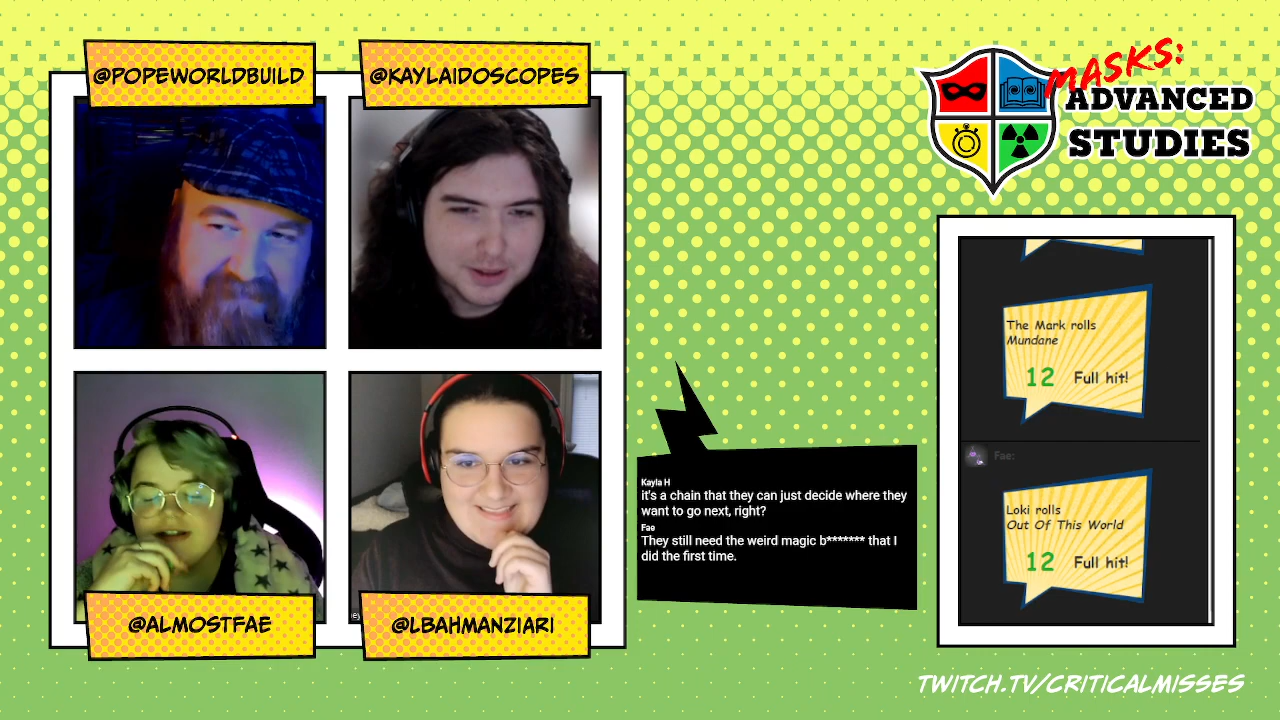 @POPEWORLDBUILD
@KAYLAIDOSCOPES
MASKS:
ADVANCED
STUDIES
The Mark rolls
Mundane
12 Full hit!
Fae:
Loki rolls
Out Of This World
12 Full hit!
Kayla H
it's a chain that they can just decide where they
want to go next, right?
Fae
They still need the weird magic b******* that I
did the first time.
@ALMOSTFAE
@LBAHMANZIARI
TWITCH.TV/CRITICALMISSES